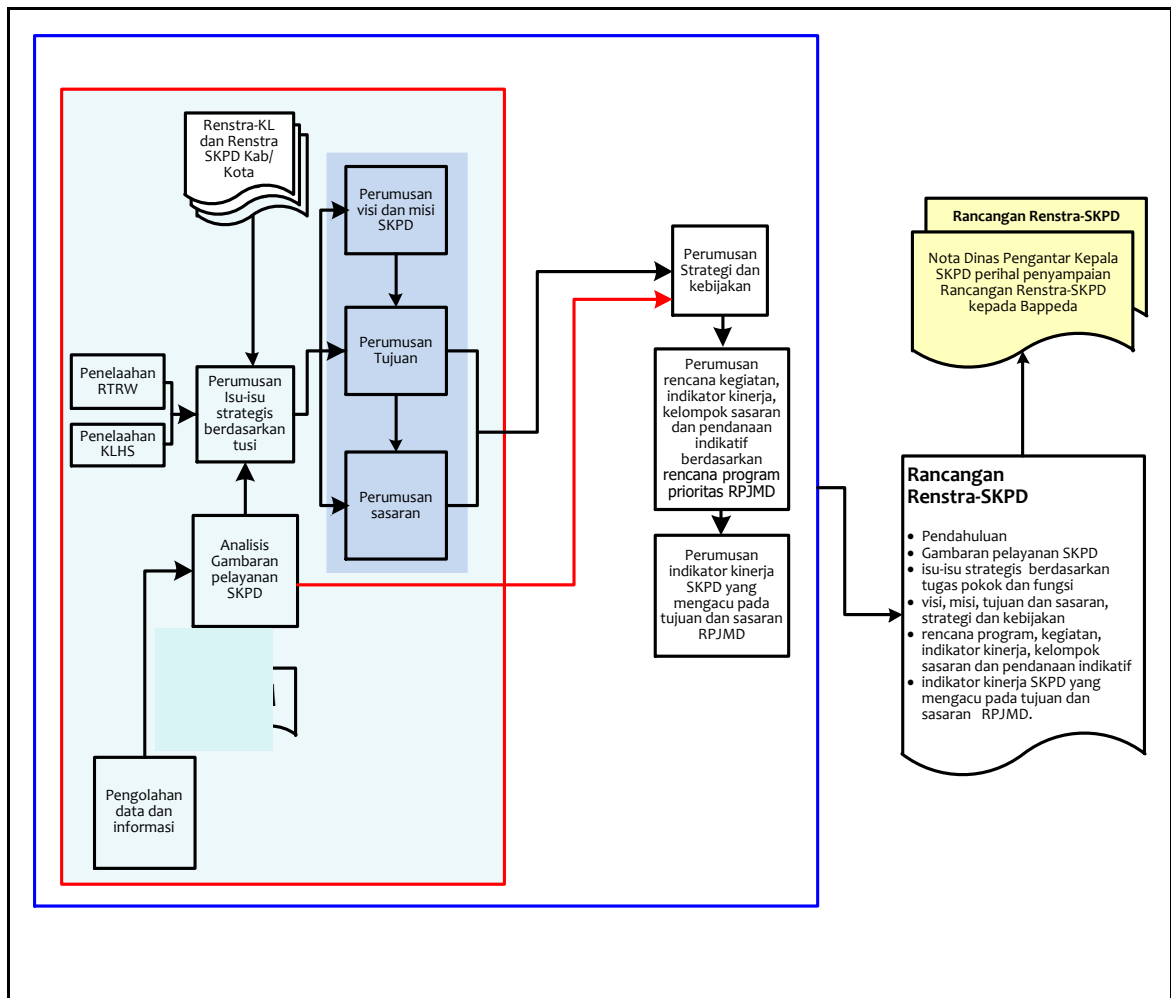 Renstra-KL
dan Renstra
SKPD Kab/
Kota
Perumusan
visi dan misi
SKPD
Perumusan
Tujuan
Perumusan
sasaran
Penelaahan
RTRW
Penelaahan
KLHS
Perumusan
Isu-isu
strategis
berdasarkan
tusi
Analisis
Gambaran
pelayanan
SKPD
Pengolahan
data dan
informasi
Perumusan
Strategi dan
kebijakan
Perumusan
rencana kegiatan,
indikator kinerja,
kelompok sasaran
dan pendanaan
indikatif
berdasarkan
rencana program
prioritas RPJMD
Perumusan
indikator kinerja
SKPD yang
mengacu pada
tujuan dan sasaran
RPJMD
Rancangan Renstra-SKPD
Nota Dinas Pengantar Kepala
SKPD perihal penyampaian
Rancangan Renstra-SKPD
kepada Bappeda
Rancangan
Renstra-SKPD
• Pendahuluan
• Gambaran pelayanan SKPD
• isu-isu strategis berdasarkan
tugas pokok dan fungsi
• visi, misi, tujuan dan sasaran,
strategi dan kebijakan
• rencana program, kegiatan,
indikator kinerja, kelompok
sasaran dan pendanaan indikatif
• indikator kinerja SKPD yang
mengacu pada tujuan dan
sasaran RPJMD.